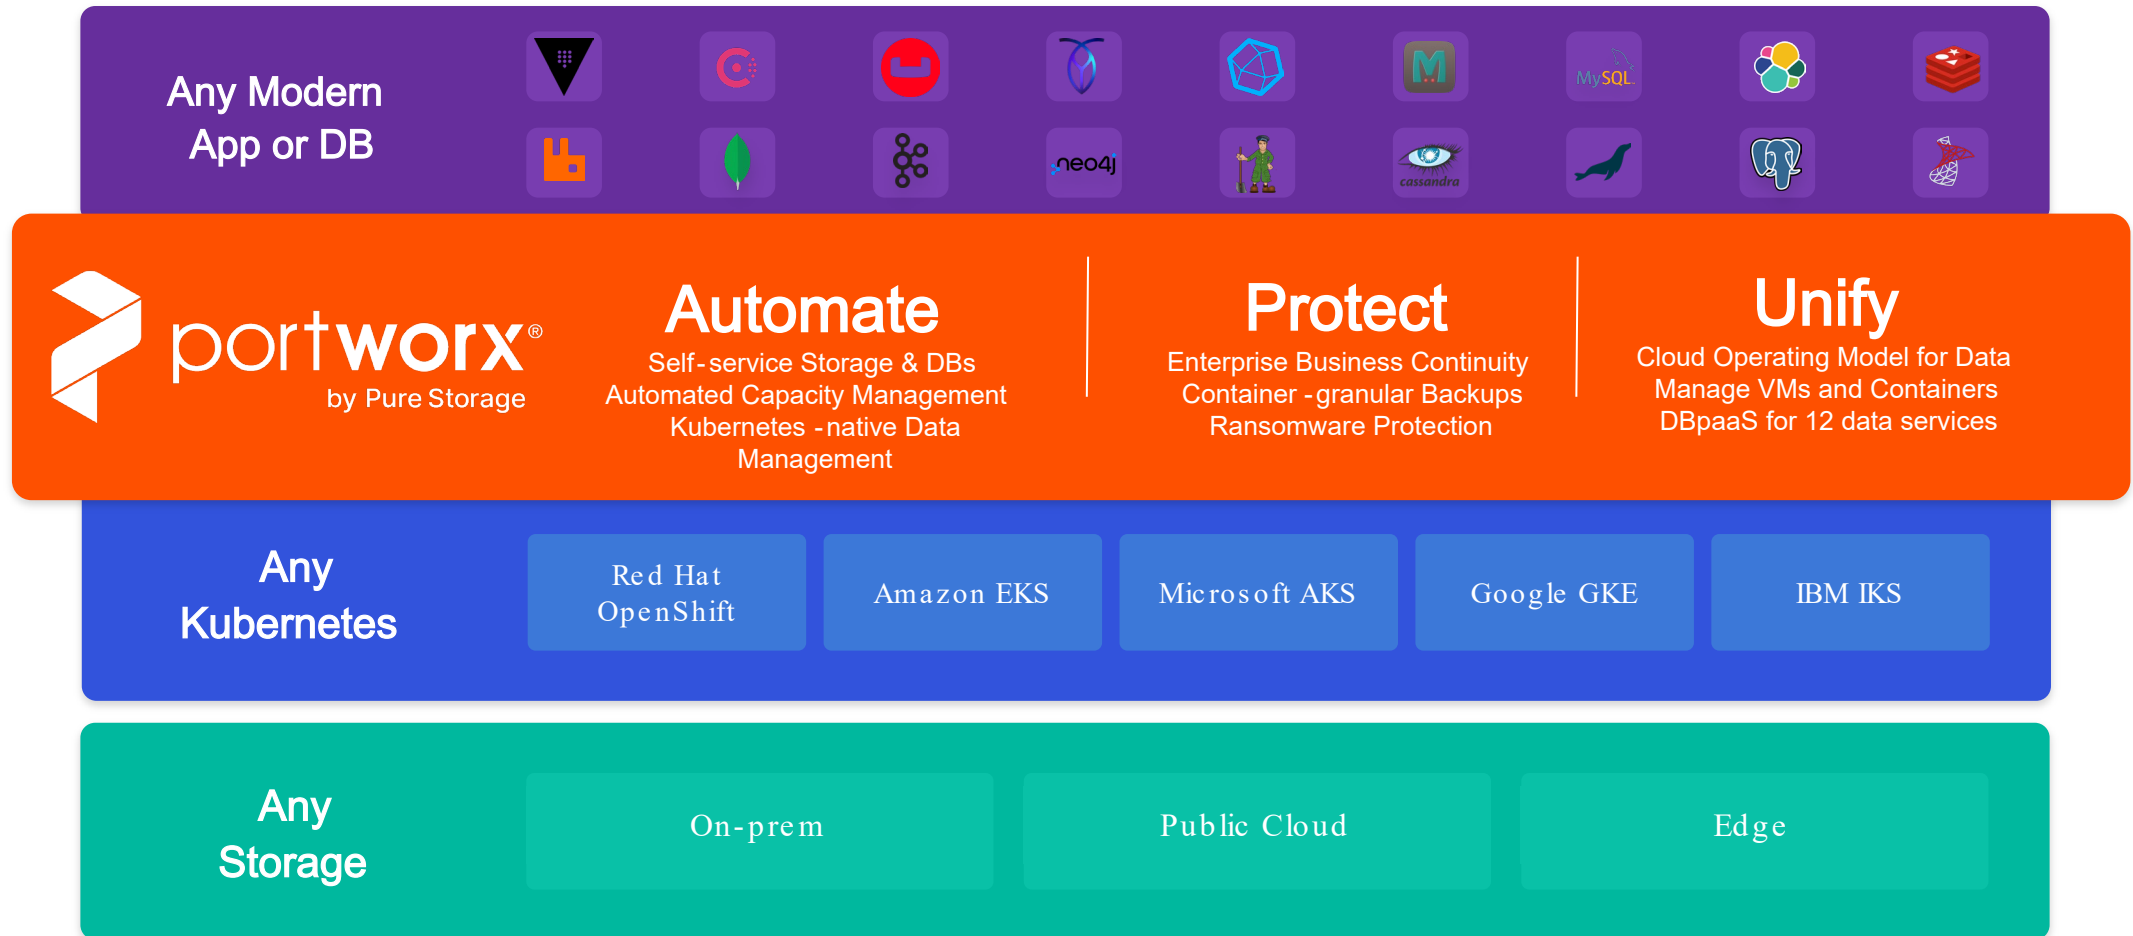 Any Modern
App or DB
MySQL
neo4j
cassandra
portworx®
by Pure Storage
Automate
Self-service Storage & DBs
Automated Capacity Management
Kubernetes -native Data
Management
Protect
Enterprise Business Continuity
Container -granular Backups
Ransomware Protection
Unify
Cloud Operating Model for Data
Manage VMs and Containers
DBpaaS for 12 data services
Any
Kubernetes
Red Hat
OpenShift
Amazon EKS
Microsoft AKS
Google GKE
IBM IKS
Any
Storage
On-prem
Public Cloud
Edge